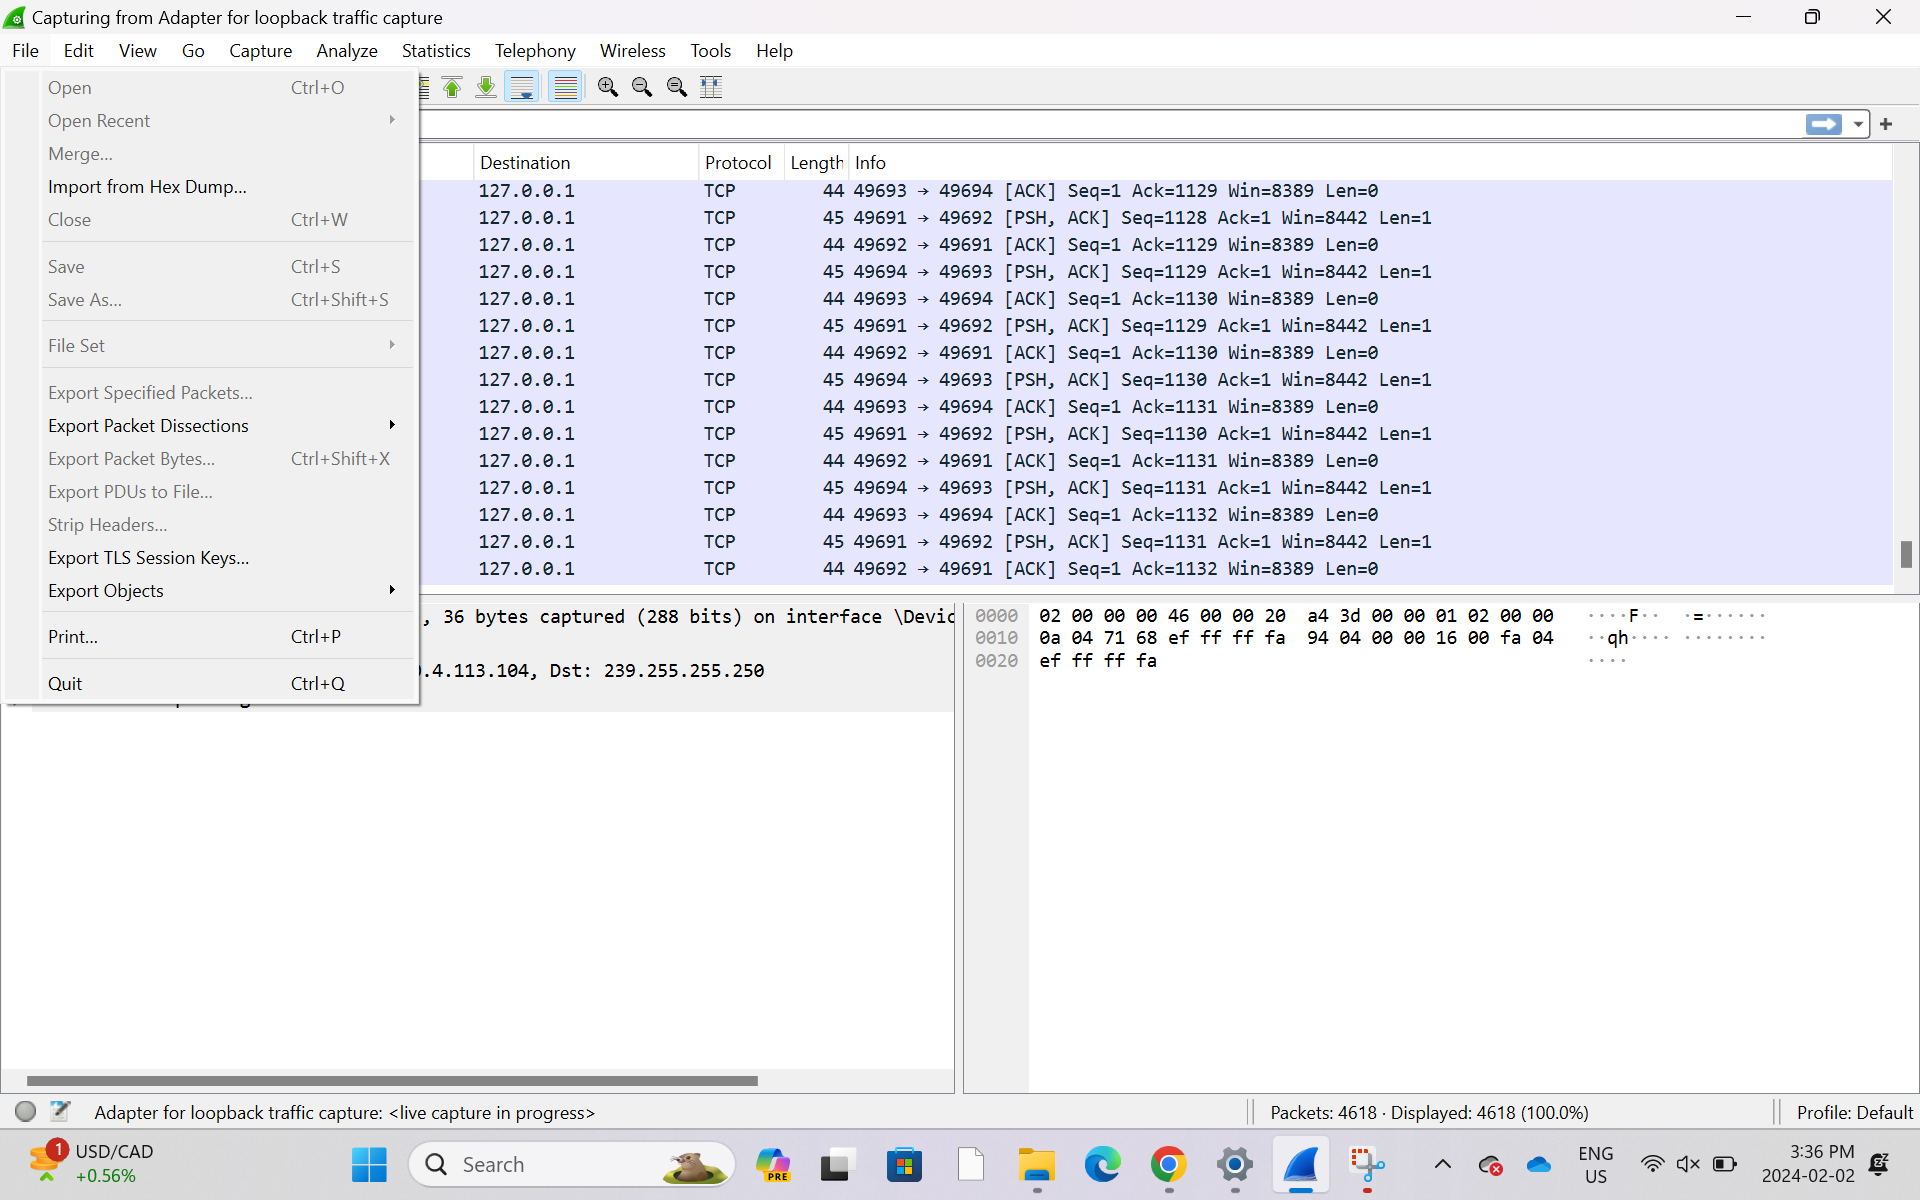 Capturing from Adapter for loopback traffic capture
File Edit View Go Capture Analyze Statistics Telephony Wireless Tools Help
Open Ctrl+O
Open Recent
Merge...
Import from Hex Dump...
Close Ctrl+W
Save Ctrl+S
Save As... Ctrl+Shift+S
File Set
Export Specified Packets...
Export Packet Dissections
Export Packet Bytes... Ctrl+Shift+X
Export PDUs to File...
Strip Headers...
Export TLS Session Keys...
Export Objects
Print... Ctrl+P
Quit Ctrl+Q
Destination Protocol Length Info
127.0.0.1 TCP 44 49693 → 49694 [ACK] Seq=1 Ack=1129 Win=8389 Len=0
127.0.0.1 TCP 45 49691 → 49692 [PSH, ACK] Seq=1128 Ack=1 Win=8442 Len=1
127.0.0.1 TCP 44 49692 → 49691 [ACK] Seq=1 Ack=1129 Win=8389 Len=0
127.0.0.1 TCP 45 49694 → 49693 [PSH, ACK] Seq=1129 Ack=1 Win=8442 Len=1
127.0.0.1 TCP 44 49693 → 49694 [ACK] Seq=1 Ack=1130 Win=8389 Len=0
127.0.0.1 TCP 45 49691 → 49692 [PSH, ACK] Seq=1129 Ack=1 Win=8442 Len=1
127.0.0.1 TCP 44 49692 → 49691 [ACK] Seq=1 Ack=1130 Win=8389 Len=0
127.0.0.1 TCP 45 49694 → 49693 [PSH, ACK] Seq=1130 Ack=1 Win=8442 Len=1
127.0.0.1 TCP 44 49693 → 49694 [ACK] Seq=1 Ack=1131 Win=8389 Len=0
127.0.0.1 TCP 45 49691 → 49692 [PSH, ACK] Seq=1130 Ack=1 Win=8442 Len=1
127.0.0.1 TCP 44 49692 → 49691 [ACK] Seq=1 Ack=1131 Win=8389 Len=0
127.0.0.1 TCP 45 49694 → 49693 [PSH, ACK] Seq=1131 Ack=1 Win=8442 Len=1
127.0.0.1 TCP 44 49693 → 49694 [ACK] Seq=1 Ack=1132 Win=8389 Len=0
127.0.0.1 TCP 45 49691 → 49692 [PSH, ACK] Seq=1131 Ack=1 Win=8442 Len=1
127.0.0.1 TCP 44 49692 → 49691 [ACK] Seq=1 Ack=1132 Win=8389 Len=0
, 36 bytes captured (288 bits) on interface \Devic
.4.113.104, Dst: 239.255.255.250
0000 02 00 00 00 46 00 00 20 a4 3d 00 00 01 02 00 00 ····F·· ·=······
0010 0a 04 71 68 ef ff ff fa 94 04 00 00 16 00 fa 04 ··qh···· ········
0020 ef ff ff fa ····
Adapter for loopback traffic capture: <live capture in progress>
Packets: 4618 · Displayed: 4618 (100.0%)
Profile: Default
1
USD/CAD
+0.56%
Search
PRE
ENG
US
3:36 PM
2024-02-02